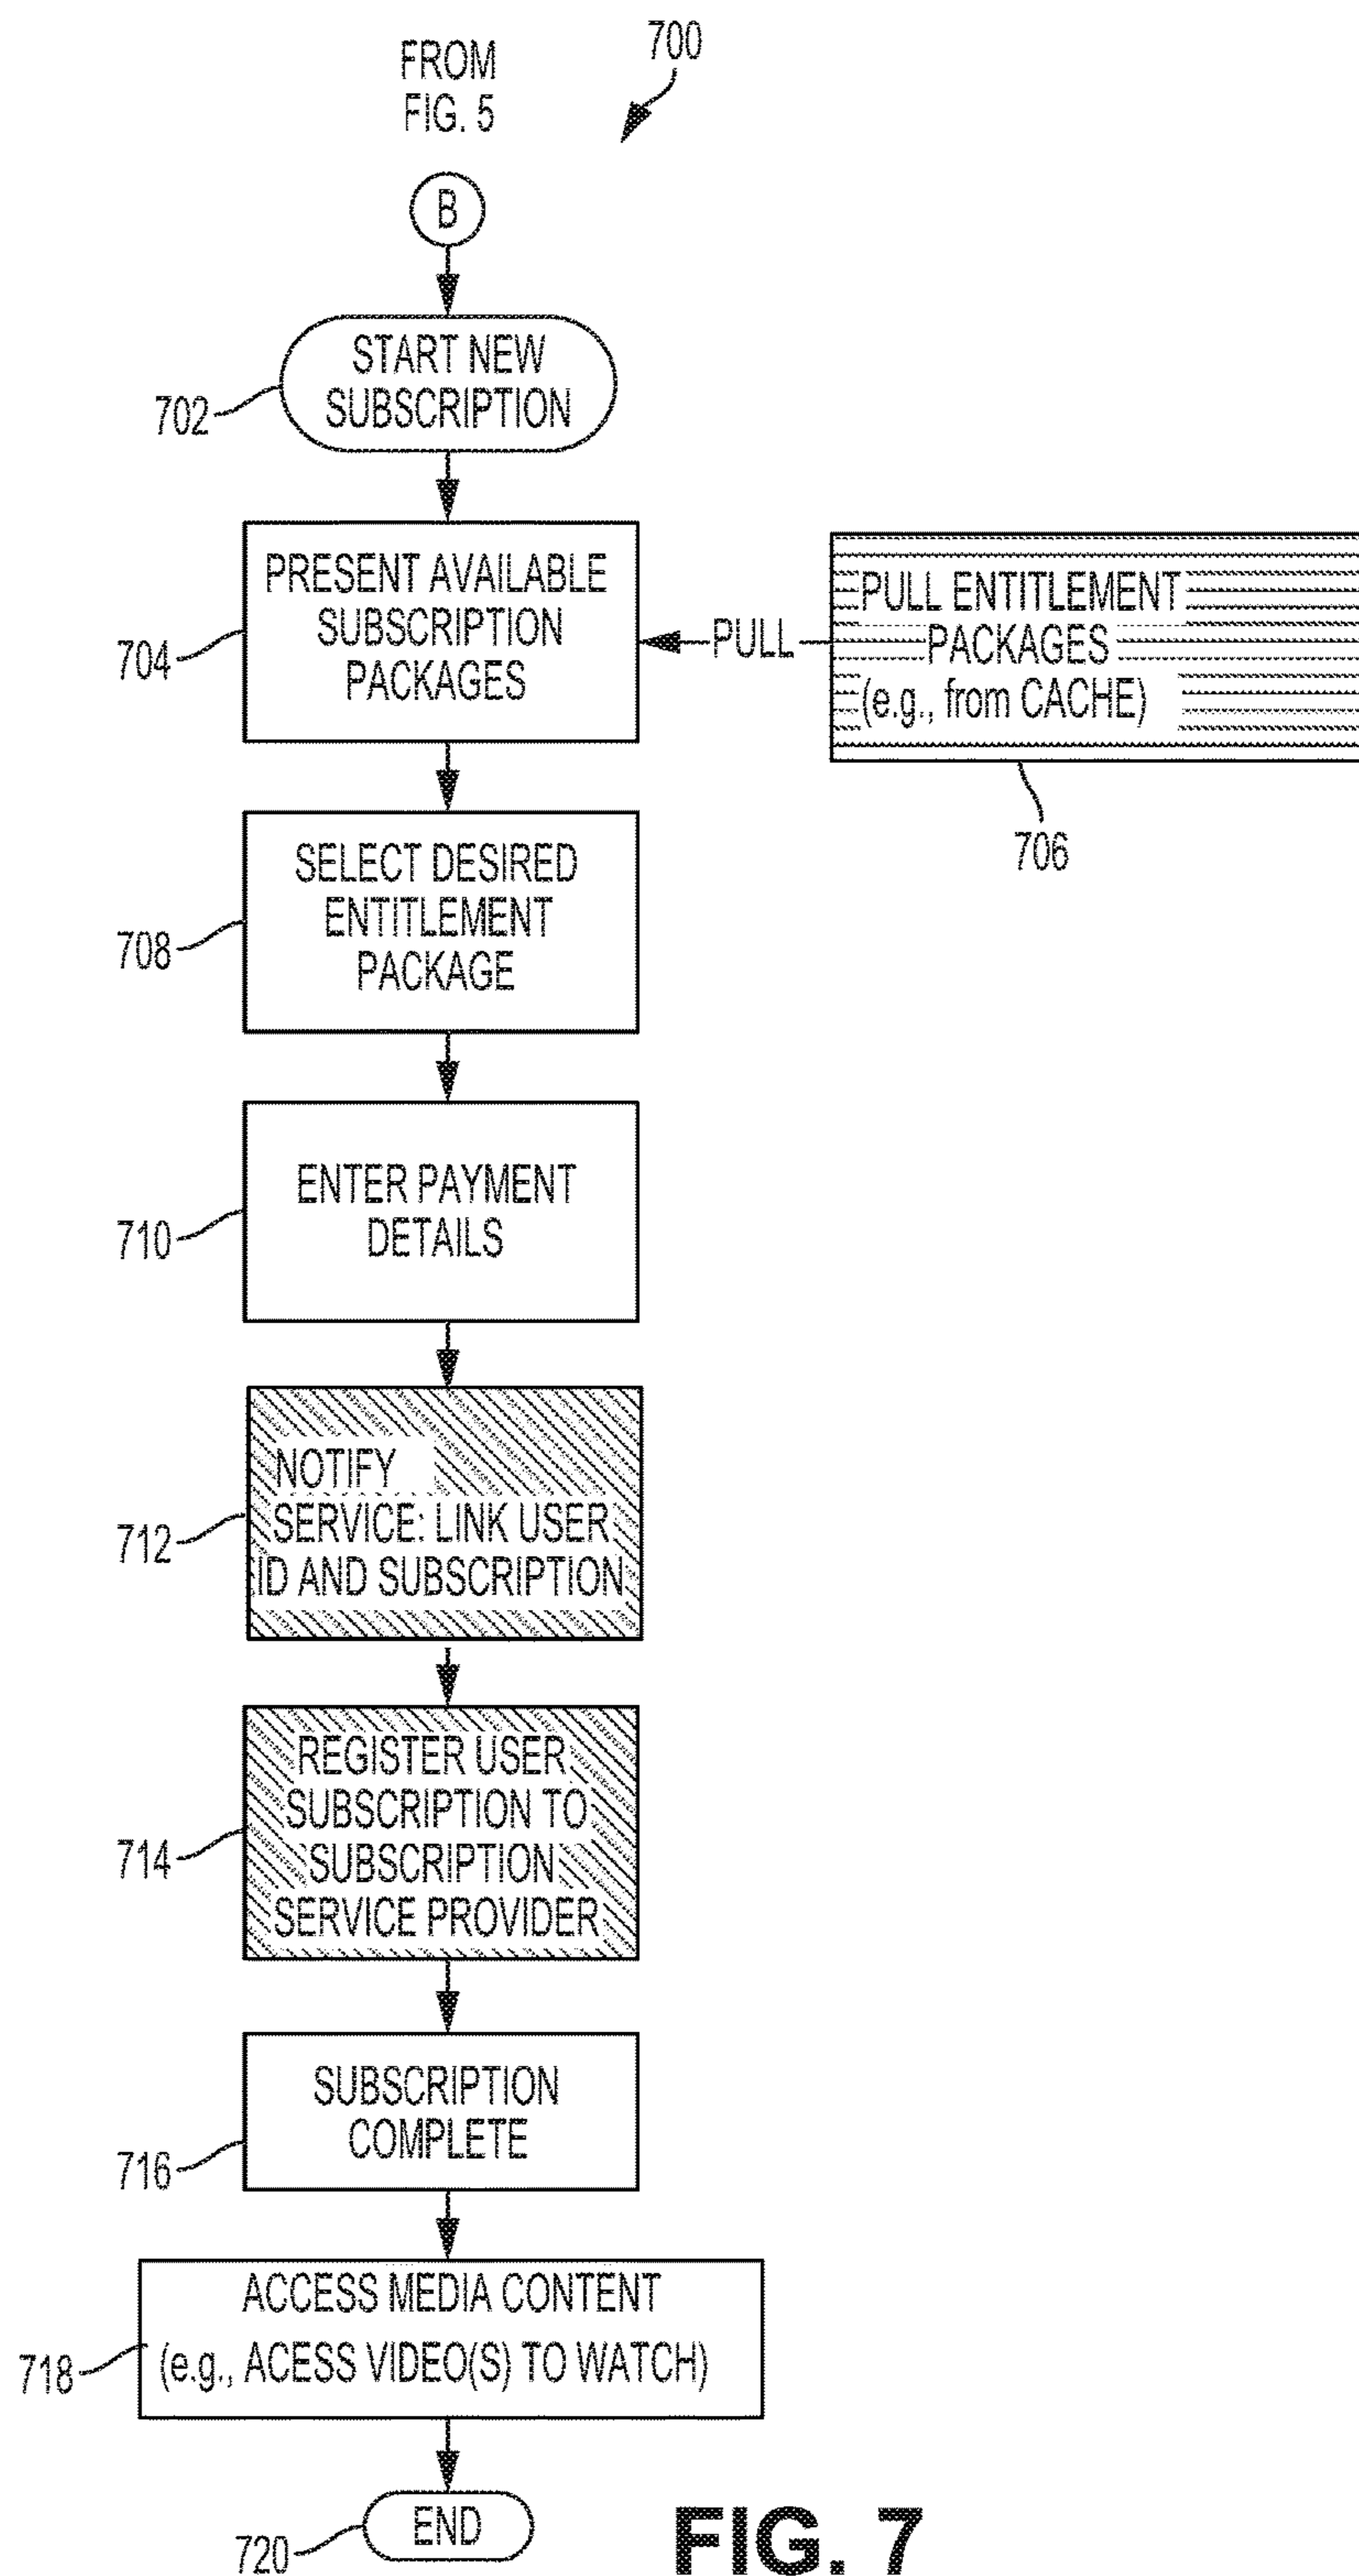 FROM
FIG. 5
700
B
START NEW
SUBSCRIPTION
702
PRESENT AVAILABLE
SUBSCRIPTION
PACKAGES
704
PULL
PULL ENTITLEMENT
PACKAGES
(e.g., from CACHE)
706
SELECT DESIRED
ENTITLEMENT
PACKAGE
708
ENTER PAYMENT
DETAILS
710
NOTIFY
SERVICE: LINK USER
ID AND SUBSCRIPTION
712
REGISTER USER
SUBSCRIPTION TO
SUBSCRIPTION
SERVICE PROVIDER
714
SUBSCRIPTION
COMPLETE
716
ACCESS MEDIA CONTENT
(e.g., ACESS VIDEO(S) TO WATCH)
718
END
720
FIG. 7